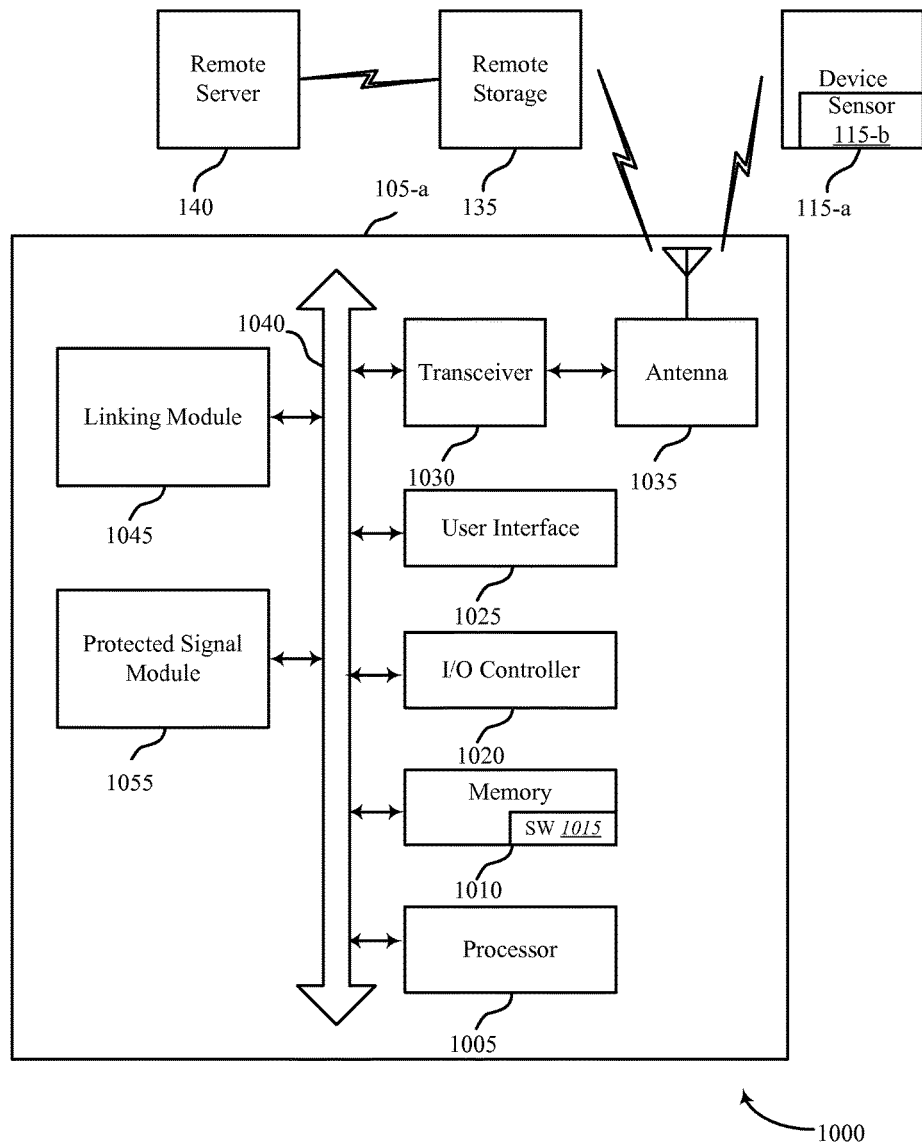 Remote
Server
Remote
Storage
Device
Sensor
115-b
140
135
115-a
105-a
1040
Transceiver
Antenna
Linking Module
1030
1035
1045
User Interface
1025
Protected Signal
Module
I/O Controller
1020
1055
Memory
SW 1015
1010
Processor
1005
1000